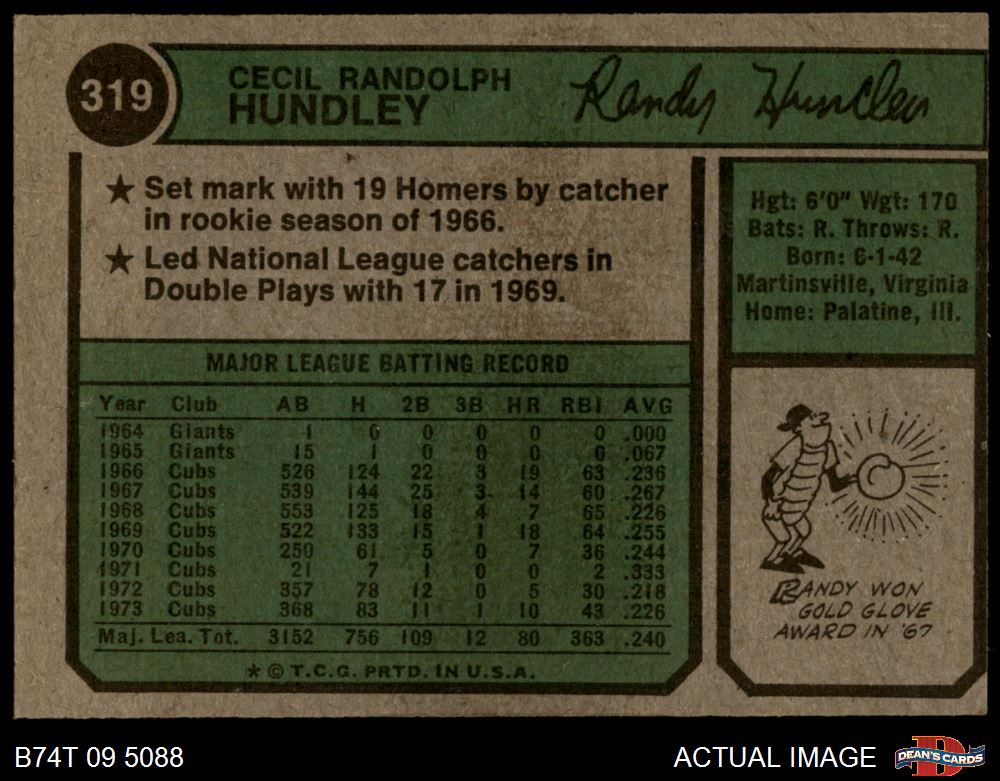 319
CECIL RANDOLPH
HUNDLEY
Randy Hundley
★ Set mark with 19 Homers by catcher
in rookie season of 1966.
★ Led National League catchers in
Double Plays with 17 in 1969.
Hgt: 6'0" Wgt: 170
Bats: R. Throws: R.
Born: 6-1-42
Martinsville, Virginia
Home: Palatine, Ill.
MAJOR LEAGUE BATTING RECORD
Year Club AB H 2B 3B HR RBI AVG
1964 Giants 1 0 0 0 0 0 .000
1965 Giants 15 1 0 0 0 0 .067
1966 Cubs 526 124 22 3 19 63 .236
1967 Cubs 539 144 25 3 14 60 .267
1968 Cubs 553 125 18 4 7 65 .226
1969 Cubs 522 133 15 1 18 64 .255
1970 Cubs 250 61 5 0 7 36 .244
1971 Cubs 21 7 1 0 0 2 .333
1972 Cubs 357 78 12 0 5 30 .218
1973 Cubs 368 83 11 1 10 43 .226
Maj. Lea. Tot. 3152 756 109 12 80 363 .240
* © T.C.G. PRTD. IN U.S.A.
RANDY WON
GOLD GLOVE
AWARD IN '67
B74T 09 5088
ACTUAL IMAGE
D
DEAN'S CARDS